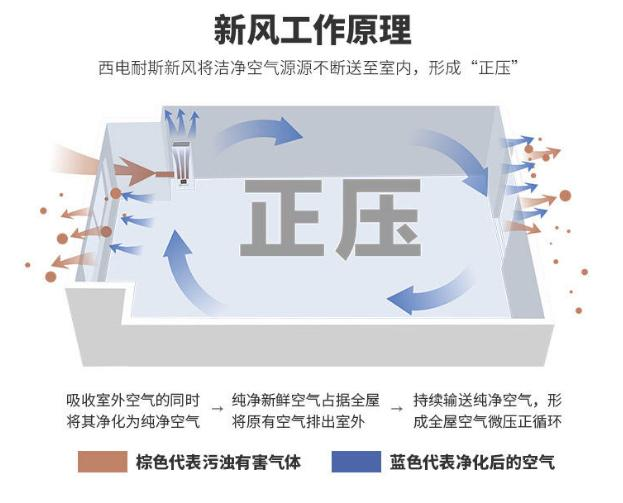 新风工作原理
西电耐斯新风将洁净空气源源不断送至室内，形成“正压”
正压
吸收室外空气的同时
将其净化为纯净空气
→
纯净新鲜空气占据全屋
将原有空气排出室外
→
持续输送纯净空气，形
成全屋空气微压正循环
棕色代表污浊有害气体
蓝色代表净化后的空气